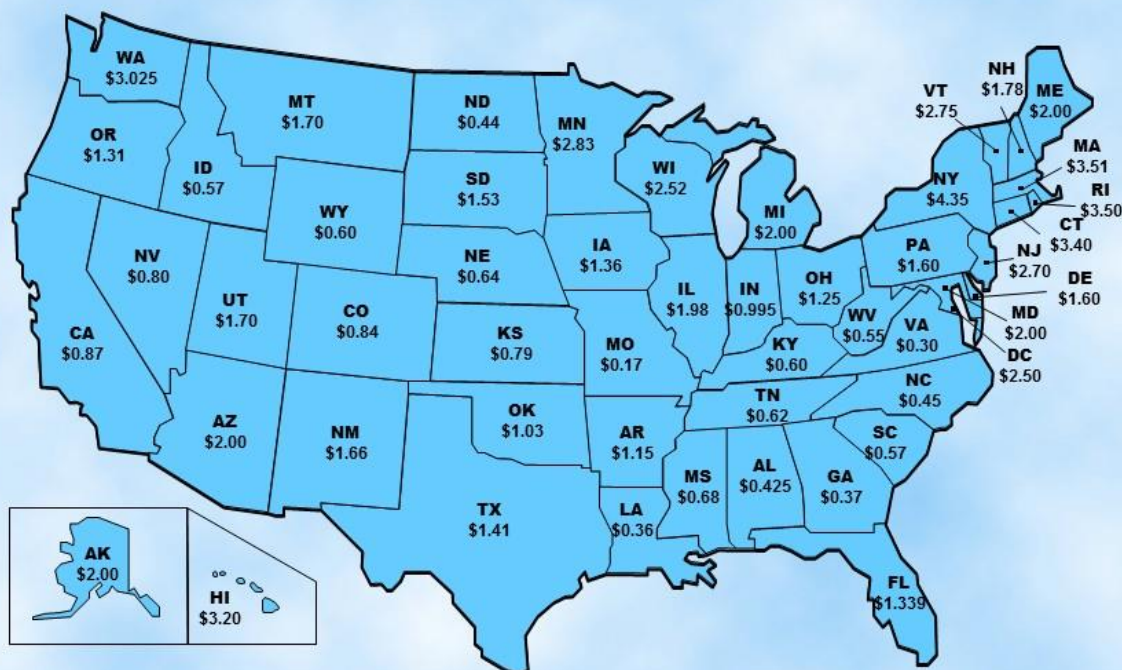 WA
$3.025
MT
$1.70
ND
$0.44
MN
$2.83
OR
$1.31
ID
$0.57
SD
$1.53
WI
$2.52
WY
$0.60
MI
$2.00
NY
$4.35
VT
$2.75
NH
$1.78
ME
$2.00
MA
$3.51
RI
$3.50
CT
$3.40
NV
$0.80
NE
$0.64
IA
$1.36
PA
$1.60
NJ
$2.70
DE
$1.60
MD
$2.00
DC
$2.50
CA
$0.87
UT
$1.70
CO
$0.84
KS
$0.79
MO
$0.17
IL
$1.98
IN
$0.995
OH
$1.25
WV
$0.55
VA
$0.30
KY
$0.60
AZ
$2.00
NM
$1.66
OK
$1.03
AR
$1.15
TN
$0.62
NC
$0.45
SC
$0.57
TX
$1.41
LA
$0.36
MS
$0.68
AL
$0.425
GA
$0.37
FL
$1.339
AK
$2.00
HI
$3.20